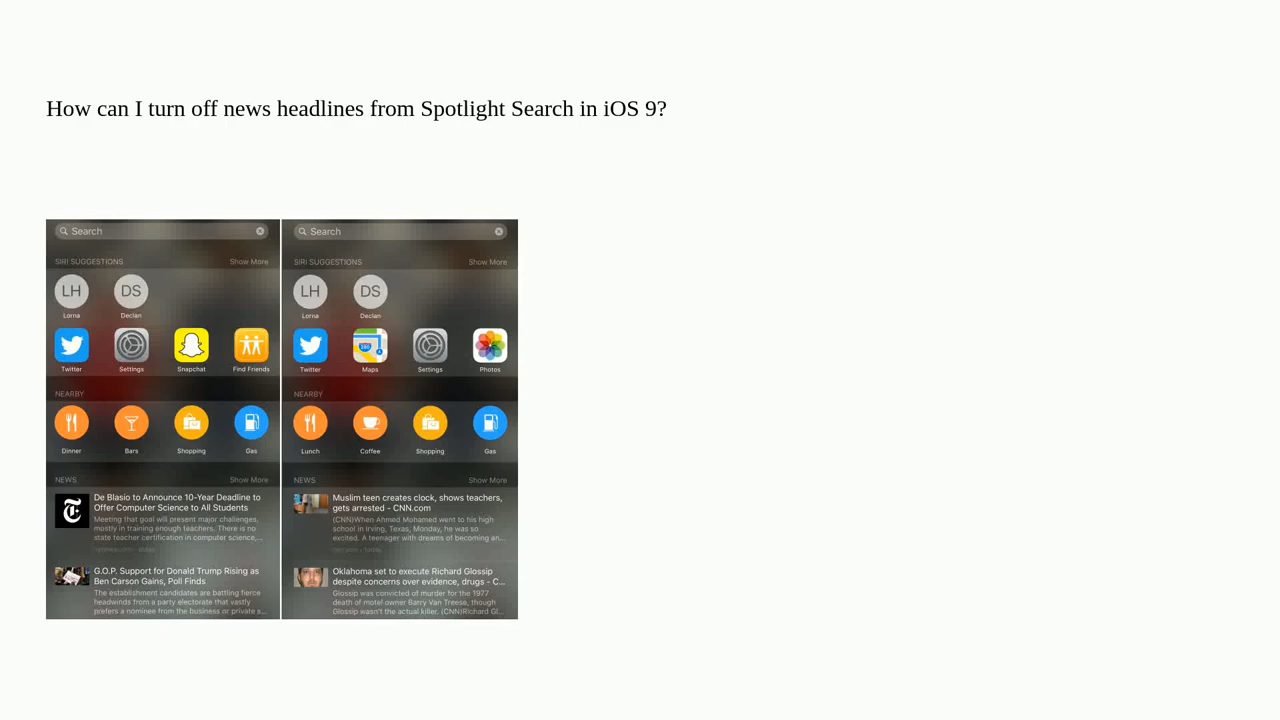 How can I turn off news headlines from Spotlight Search in iOS 9?
Search
SIRI SUGGESTIONS Show More
LH DS
Lorna Declan
Twitter Settings Snapchat Find Friends
NEARBY
Dinner Bars Shopping Gas
NEWS Show More
De Blasio to Announce 10-Year Deadline to
Offer Computer Science to All Students
Meeting that goal will present major challenges,
mostly in training enough teachers. There is no
state teacher certification in computer science,...
nytimes.com - today
G.O.P. Support for Donald Trump Rising as
Ben Carson Gains, Poll Finds
The establishment candidates are battling fierce
headwinds from a party electorate that vastly
prefers a nominee from the business or private s...
Search
SIRI SUGGESTIONS Show More
LH DS
Lorna Declan
Twitter Maps Settings Photos
NEARBY
Lunch Coffee Shopping Gas
NEWS Show More
Muslim teen creates clock, shows teachers,
gets arrested - CNN.com
(CNN)When Ahmed Mohamed went to his high
school in Irving, Texas, Monday, he was so
excited. A teenager with dreams of becoming an...
Oklahoma set to execute Richard Glossip
despite concerns over evidence, drugs - C...
Glossip was convicted of murder for the 1977
death of motel owner Barry Van Treese, though
Glossip wasn't the actual killer. (CNN)Richard Gl...